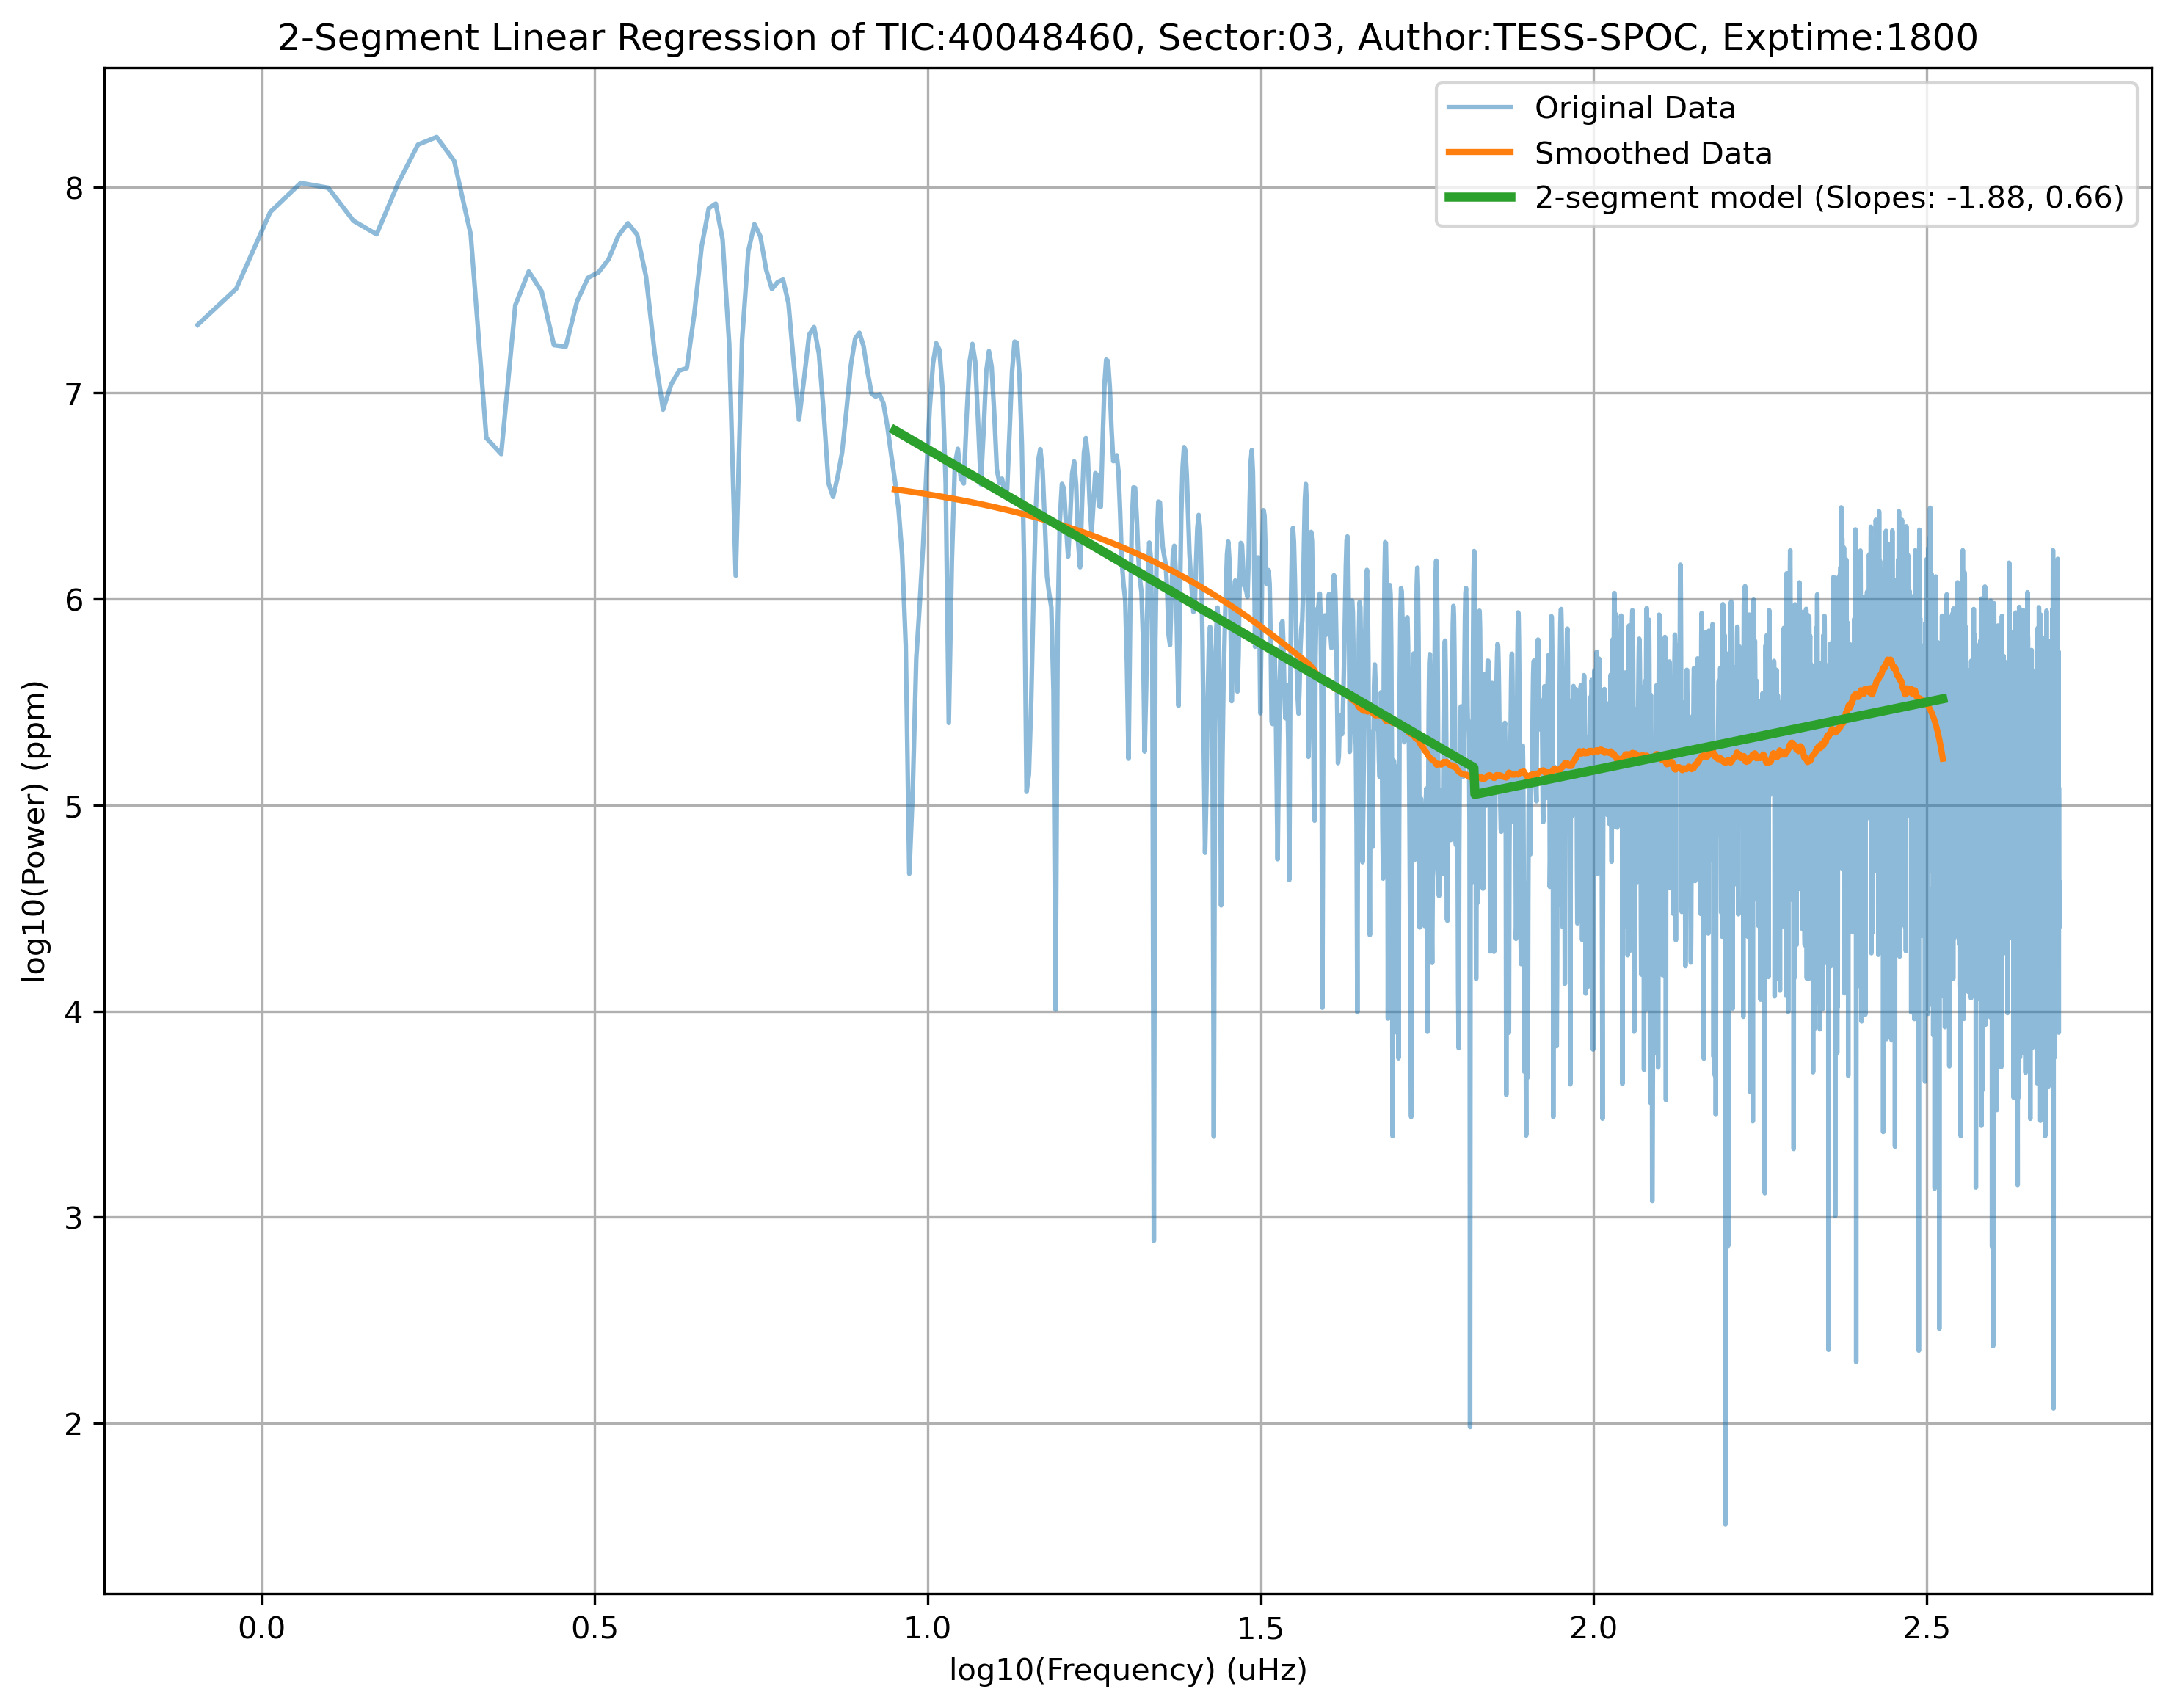 2-Segment Linear Regression of TIC:40048460, Sector:03, Author:TESS-SPOC, Exptime:1800
Original Data
Smoothed Data
2-segment model (Slopes: -1.88, 0.66)
log10(Power) (ppm)
8
7
6
5
4
3
2
0.0 0.5 1.0 1.5 2.0 2.5
log10(Frequency) (uHz)